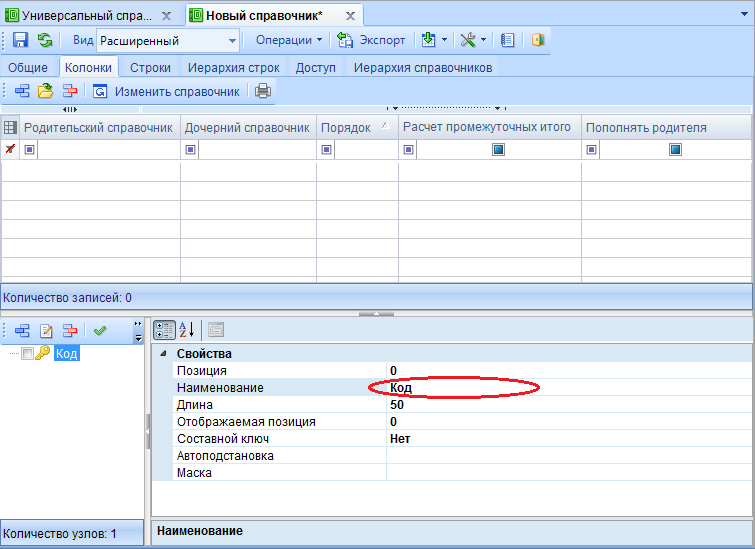 Универсальный спра... Новый справочник*
Вид Расширенный Операции Экспорт
Общие Колонки Строки Иерархия строк Доступ Иерархия справочников
Изменить справочник
Родительский справочник Дочерний справочник Порядок Расчет промежуточных итого Пополнять родителя
Количество записей: 0
Код
Свойства
Позиция 0
Наименование Код
Длина 50
Отображаемая позиция 0
Составной ключ Нет
Автоподстановка
Маска
Количество узлов: 1
Наименование